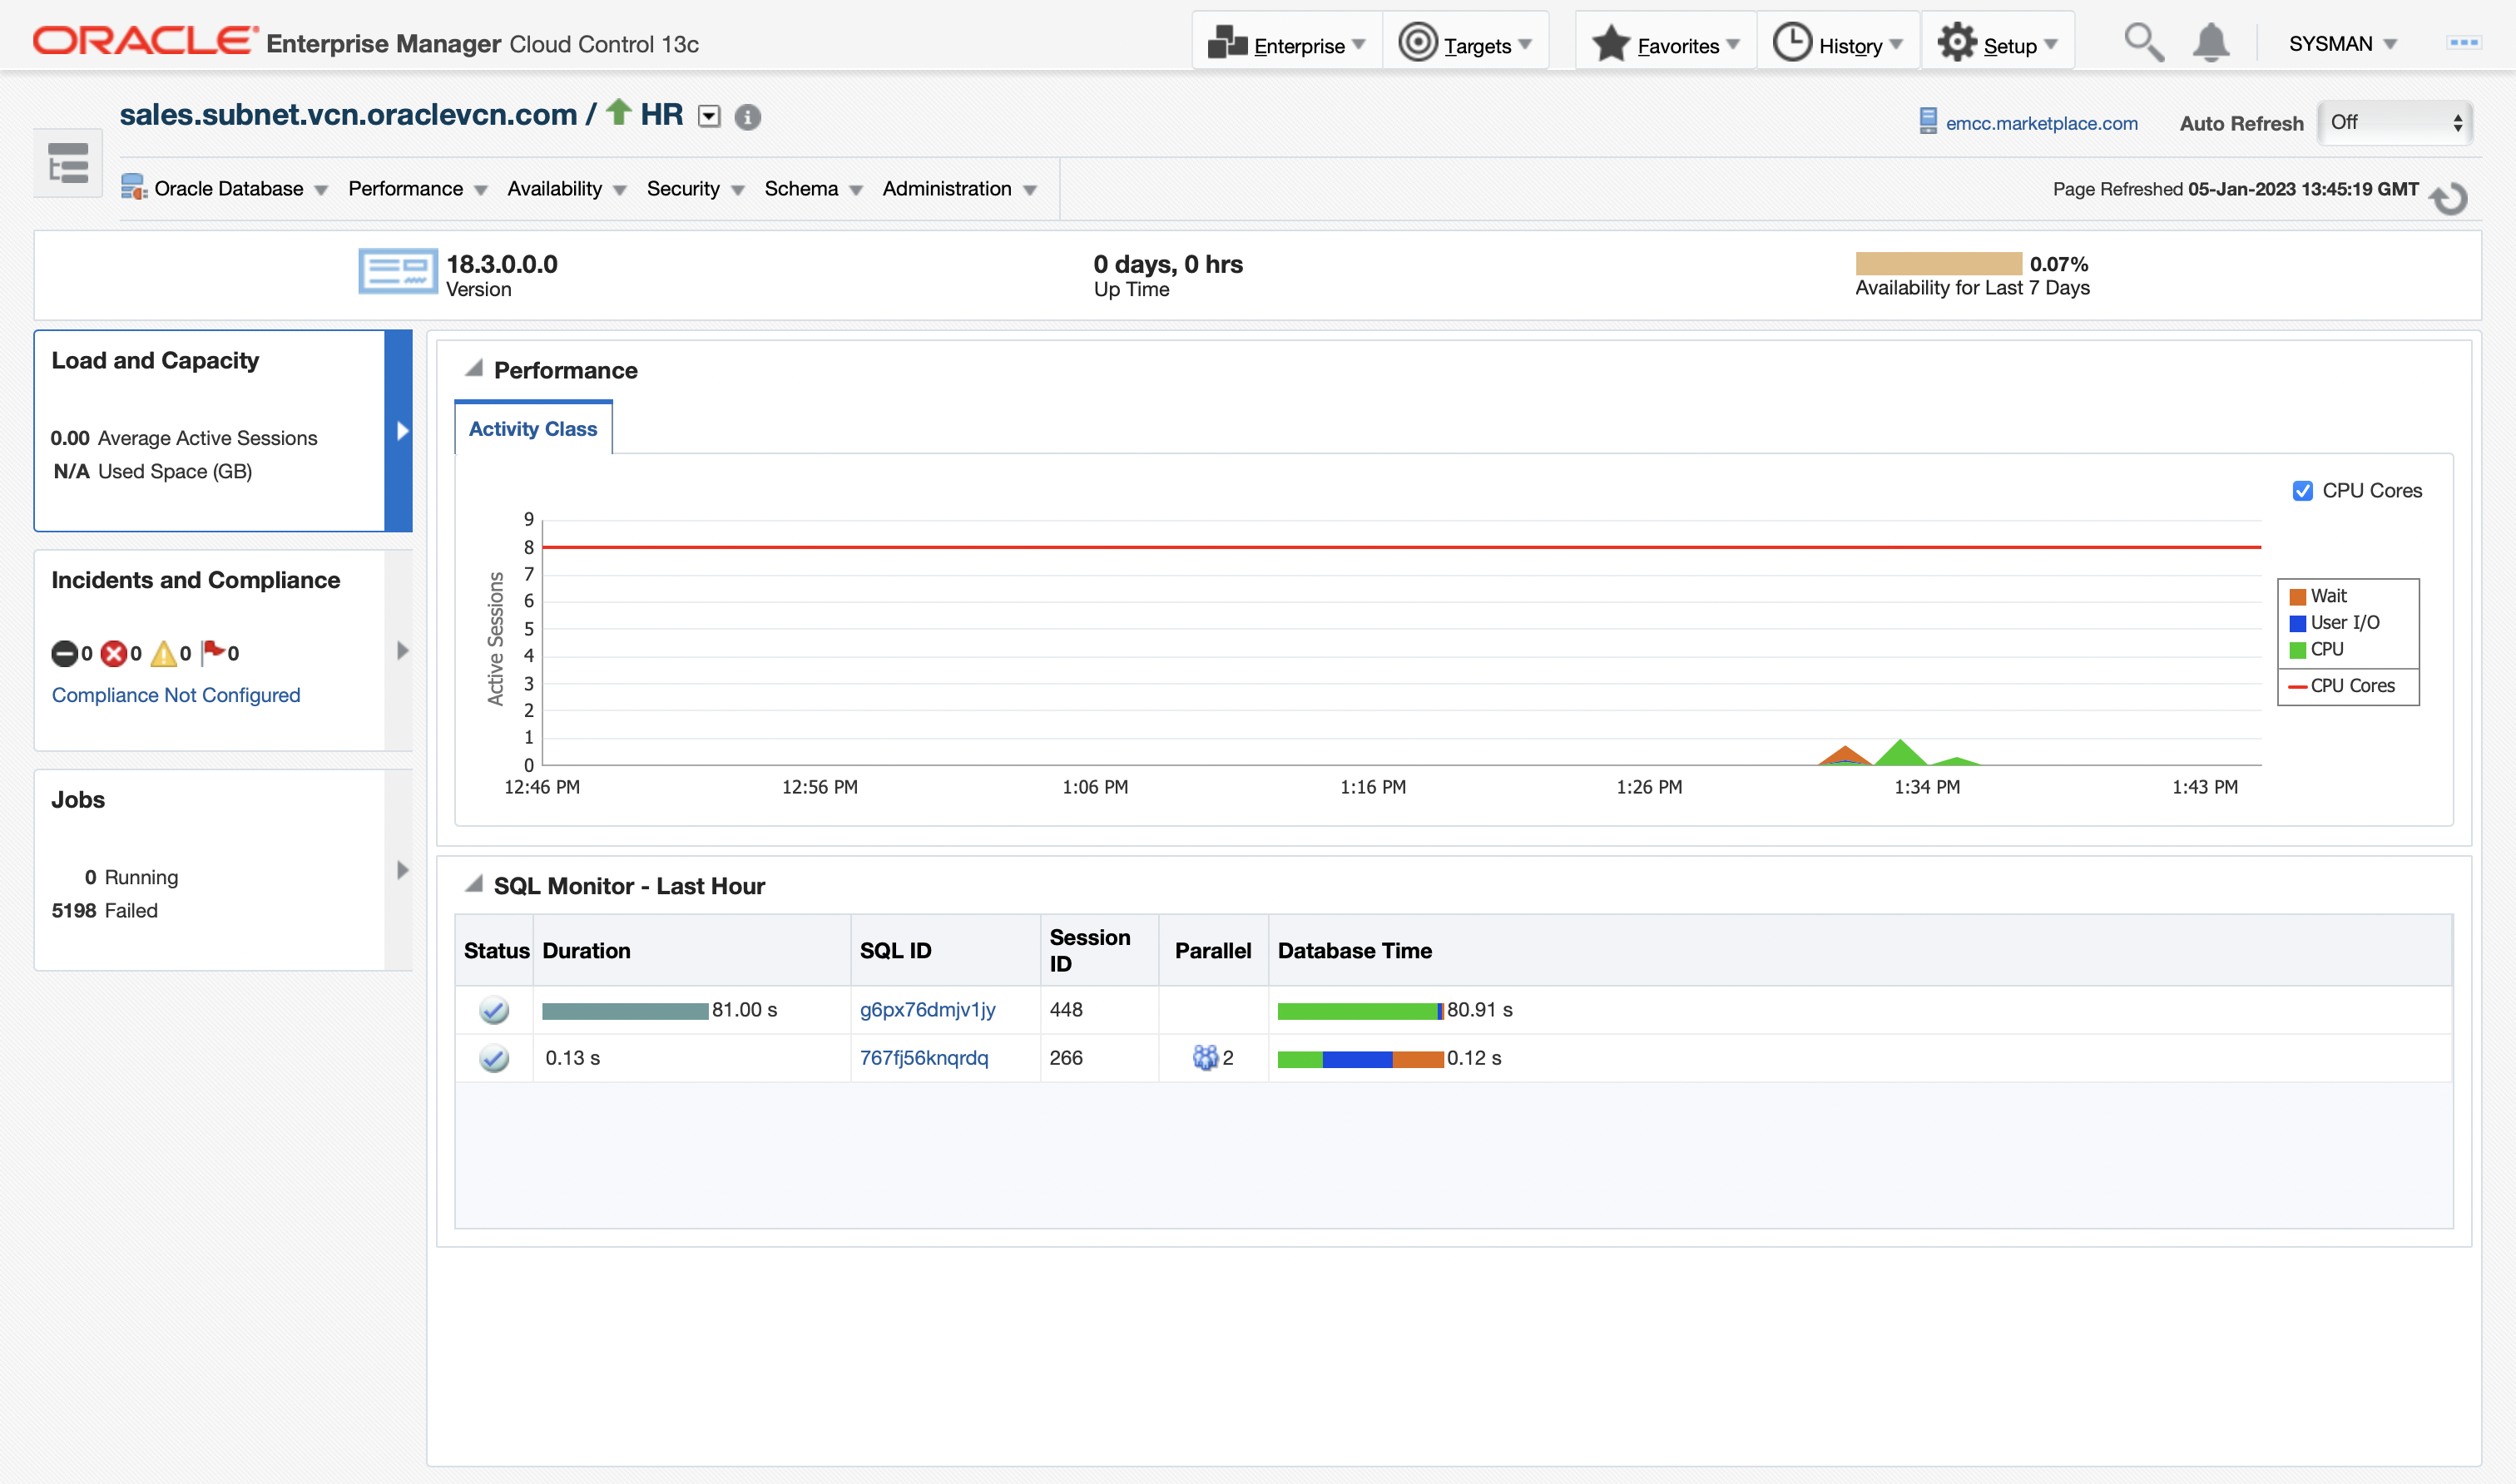 ORACLE Enterprise Manager Cloud Control 13c
Enterprise Targets Favorites History Setup SYSMAN
sales.subnet.vcn.oraclevcn.com / HR
emcc.marketplace.com Auto Refresh Off
Oracle Database Performance Availability Security Schema Administration
Page Refreshed 05-Jan-2023 13:45:19 GMT
18.3.0.0.0
Version
0 days, 0 hrs
Up Time
0.07%
Availability for Last 7 Days
Load and Capacity
0.00 Average Active Sessions
N/A Used Space (GB)
Incidents and Compliance
0 0 0 0
Compliance Not Configured
Jobs
0 Running
5198 Failed
Performance
Activity Class
CPU Cores
Active Sessions
9
8
7
6
5
4
3
2
1
0
12:46 PM 12:56 PM 1:06 PM 1:16 PM 1:26 PM 1:34 PM 1:43 PM
Wait
User I/O
CPU
CPU Cores
SQL Monitor - Last Hour
Status Duration SQL ID Session ID Parallel Database Time
81.00 s g6px76dmjv1jy 448 80.91 s
0.13 s 767fj56knqrdq 266 2 0.12 s